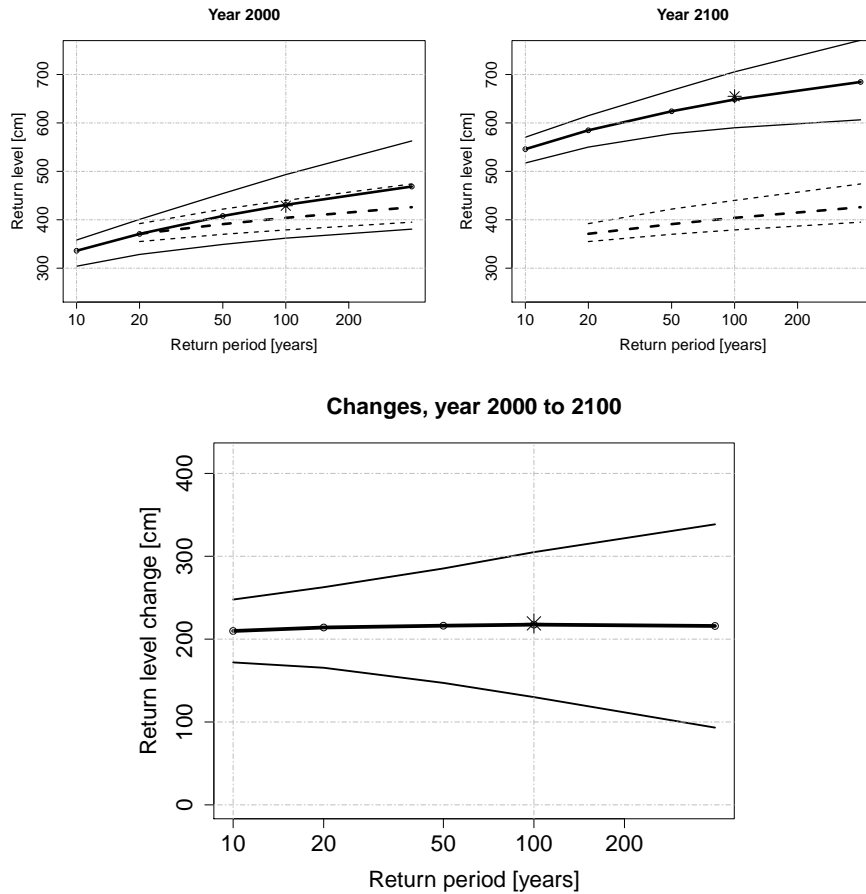 Year 2000
Return level [cm]
700
600
500
400
300
10 20 50 100 200
Return period [years]
Year 2100
Return level [cm]
700
600
500
400
300
10 20 50 100 200
Return period [years]
Changes, year 2000 to 2100
Return level change [cm]
400
300
200
100
0
10 20 50 100 200
Return period [years]